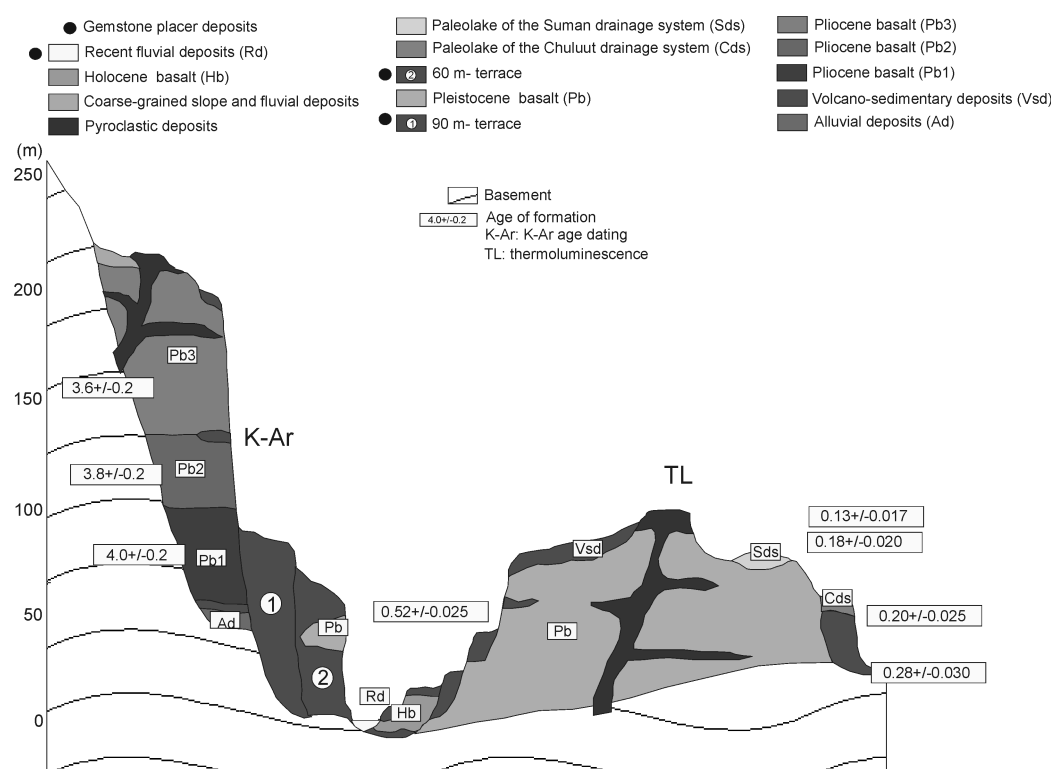 Gemstone placer deposits
Recent fluvial deposits (Rd)
Holocene basalt (Hb)
Coarse-grained slope and fluvial deposits
Pyroclastic deposits
Paleolake of the Suman drainage system (Sds)
Paleolake of the Chuluut drainage system (Cds)
2 60 m- terrace
Pleistocene basalt (Pb)
1 90 m- terrace
Pliocene basalt (Pb3)
Pliocene basalt (Pb2)
Pliocene basalt (Pb1)
Volcano-sedimentary deposits (Vsd)
Alluvial deposits (Ad)
Basement
4.0+/-0.2 Age of formation
K-Ar: K-Ar age dating
TL: thermoluminescence
(m)
250
200
150
100
50
0
Pb3
3.6+/-0.2
K-Ar
Pb2
3.8+/-0.2
4.0+/-0.2
Pb1
Ad
1
Pb
2
0.52+/-0.025
Rd
Hb
TL
Vsd
Pb
Sds
Cds
0.13+/-0.017
0.18+/-0.020
0.20+/-0.025
0.28+/-0.030